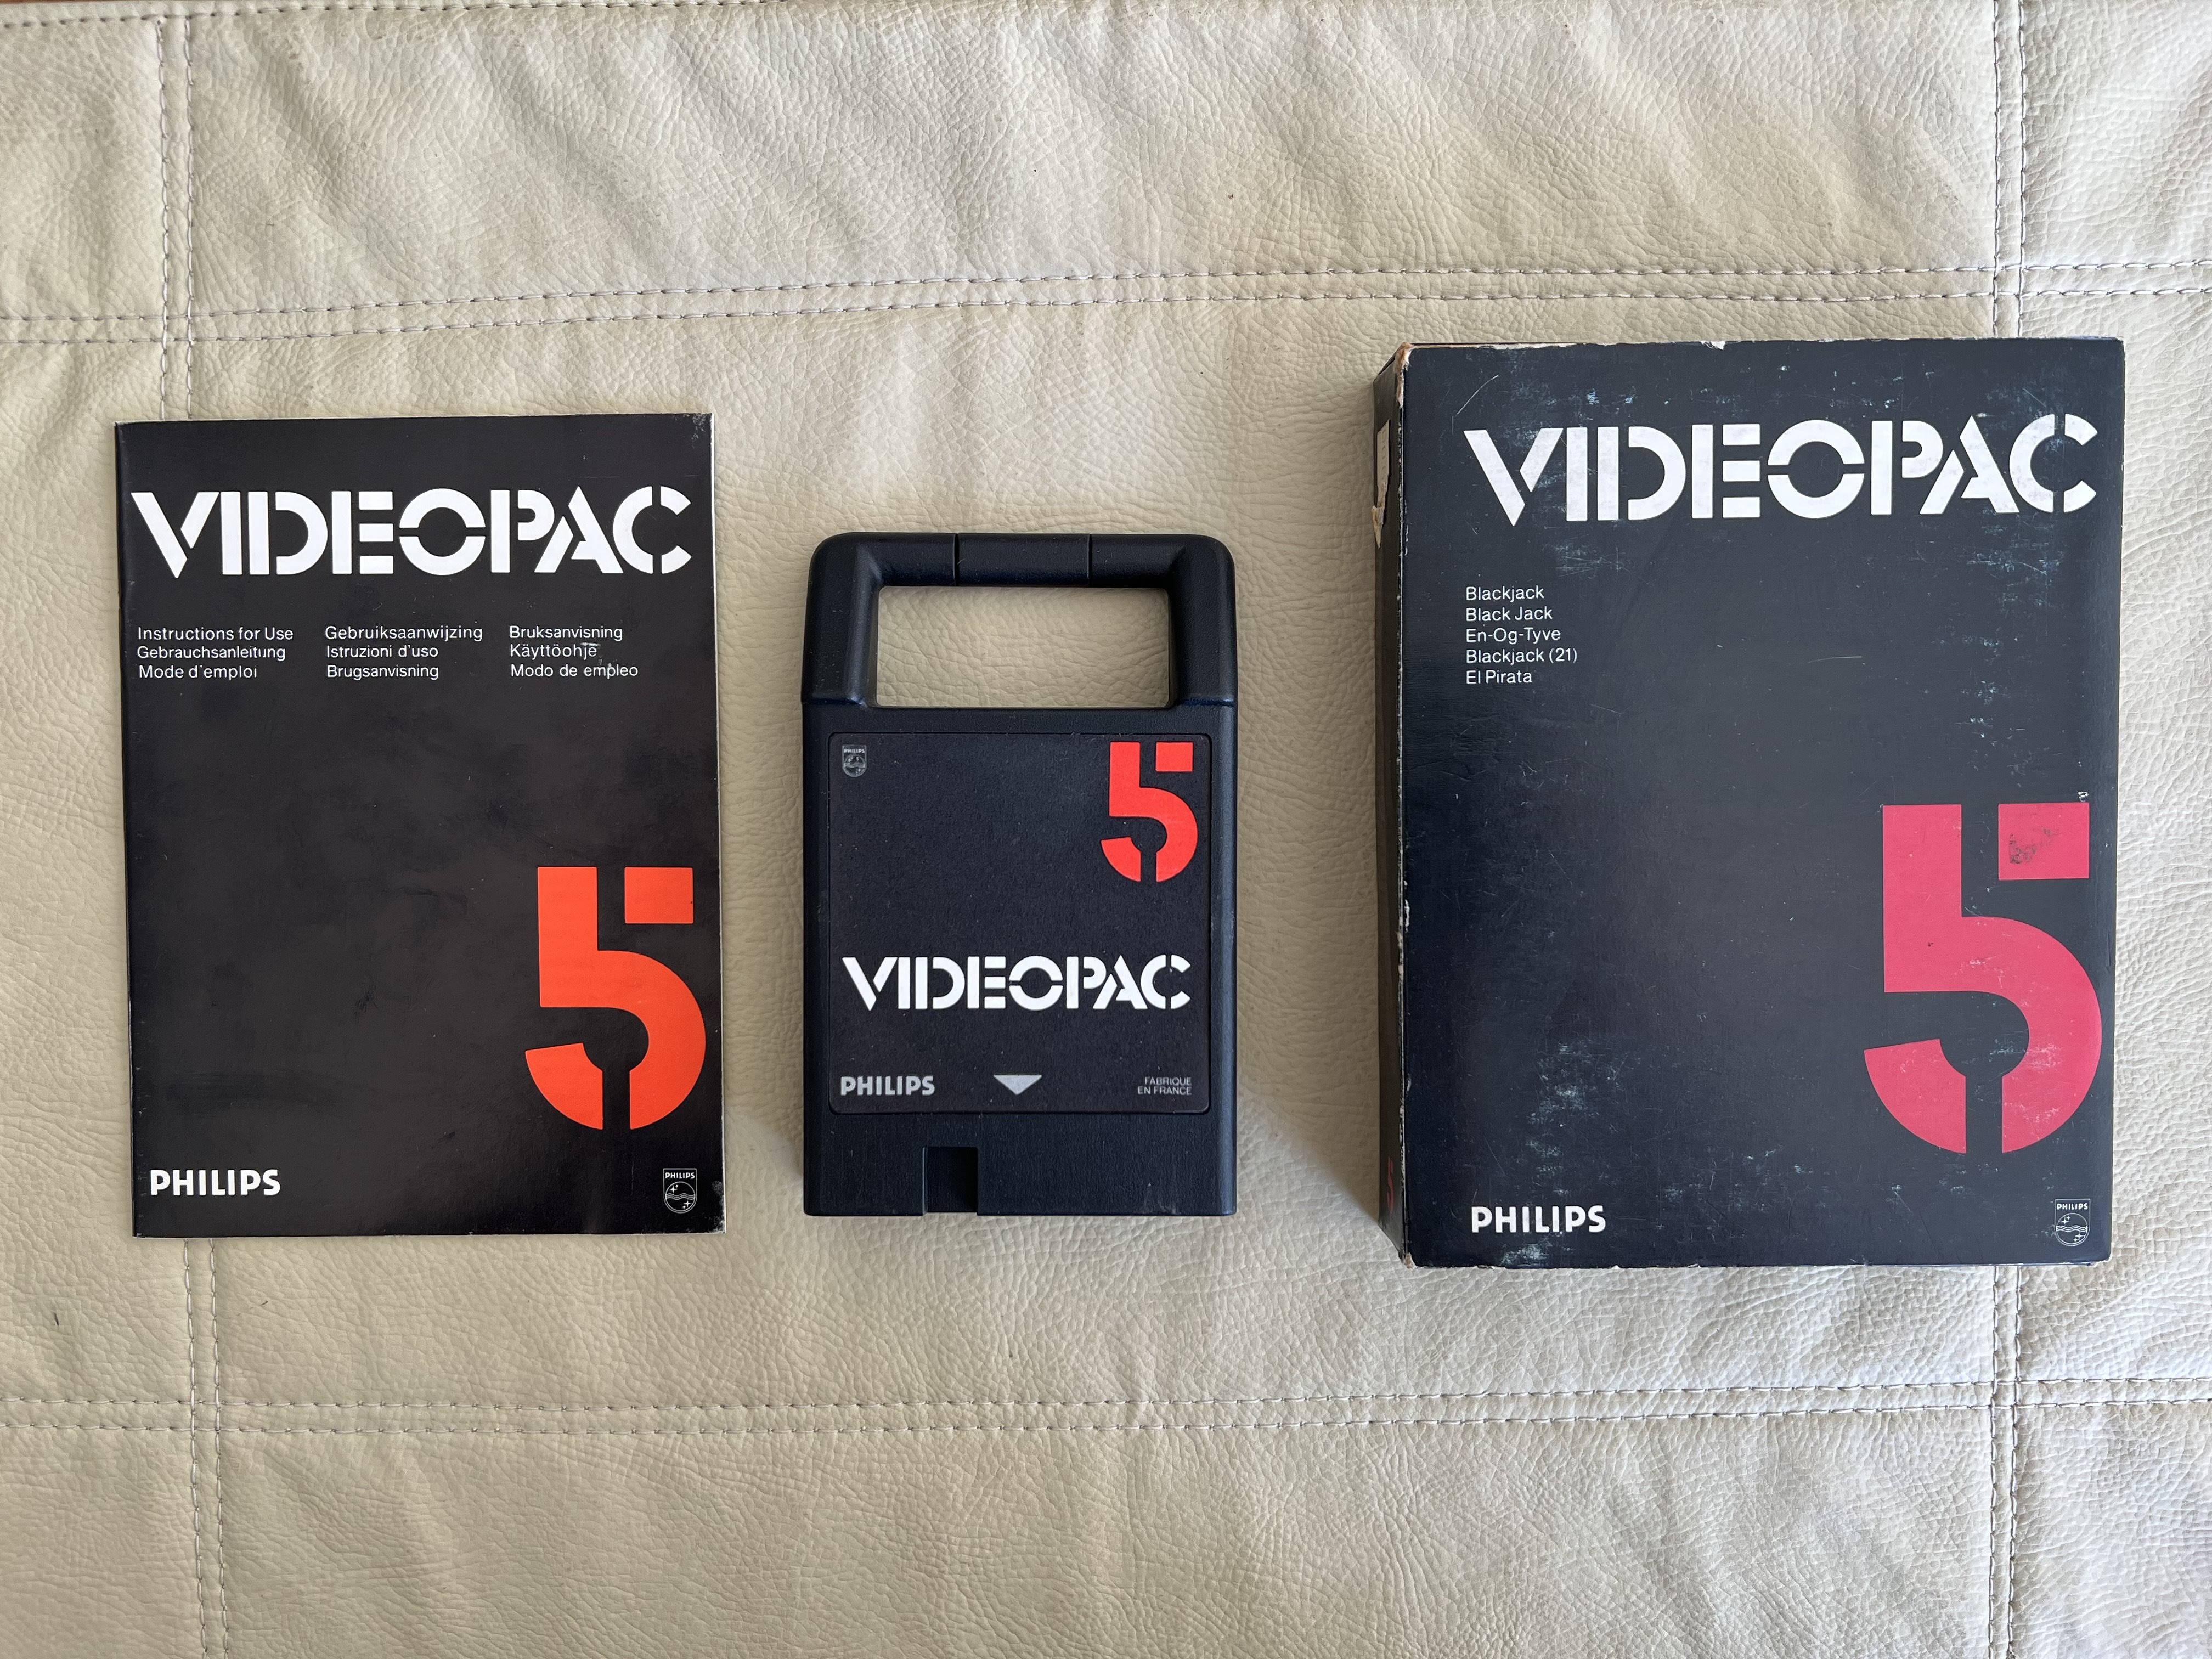 VIDEOPAC
Instructions for Use
Gebrauchsanleitung
Mode d'emploi
Gebruiksaanwijzing
Istruzioni d'uso
Brugsanvisning
Bruksanvisning
Käyttöohje
Modo de empleo
5
PHILIPS
PHILIPS
PHILIPS
5
VIDEOPAC
PHILIPS
FABRIQUE
EN FRANCE
VIDEOPAC
Blackjack
Black Jack
En-Og-Tyve
Blackjack (21)
El Pirata
5
PHILIPS
PHILIPS